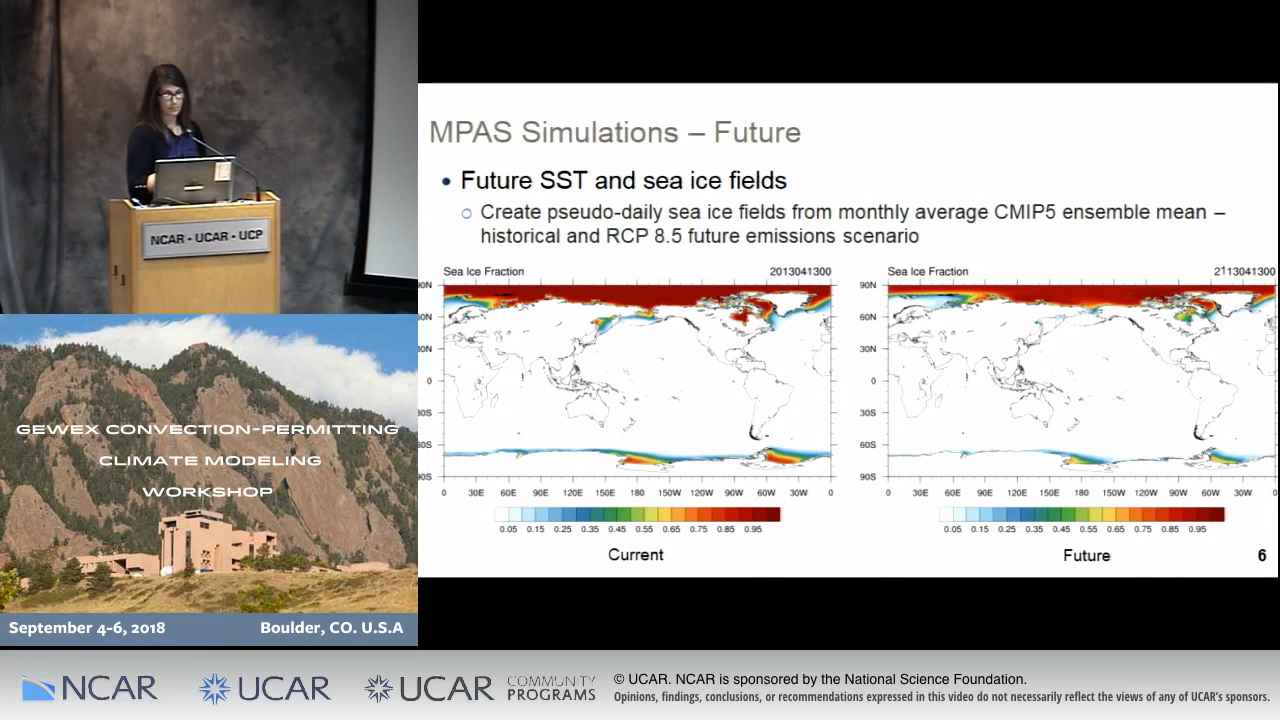 NCAR • UCAR • UCP
GEWEX CONVECTION-PERMITTING
CLIMATE MODELING
WORKSHOP
September 4-6, 2018
Boulder, CO. U.S.A
MPAS Simulations – Future
Future SST and sea ice fields
Create pseudo-daily sea ice fields from monthly average CMIP5 ensemble mean –
historical and RCP 8.5 future emissions scenario
Sea Ice Fraction
2013041300
90N
60N
30N
0
30S
60S
90S
0 30E 60E 90E 120E 150E 180 150W 120W 90W 60W 30W 0
0.05 0.15 0.25 0.35 0.45 0.55 0.65 0.75 0.85 0.95
Current
Sea Ice Fraction
2113041300
90N
60N
30N
0
30S
60S
90S
0 30E 60E 90E 120E 150E 180 150W 120W 90W 60W 30W 0
0.05 0.15 0.25 0.35 0.45 0.55 0.65 0.75 0.85 0.95
Future
6
NCAR
UCAR
UCAR
COMMUNITY
PROGRAMS
© UCAR. NCAR is sponsored by the National Science Foundation.
Opinions, findings, conclusions, or recommendations expressed in this video do not necessarily reflect the views of any of UCAR's sponsors.